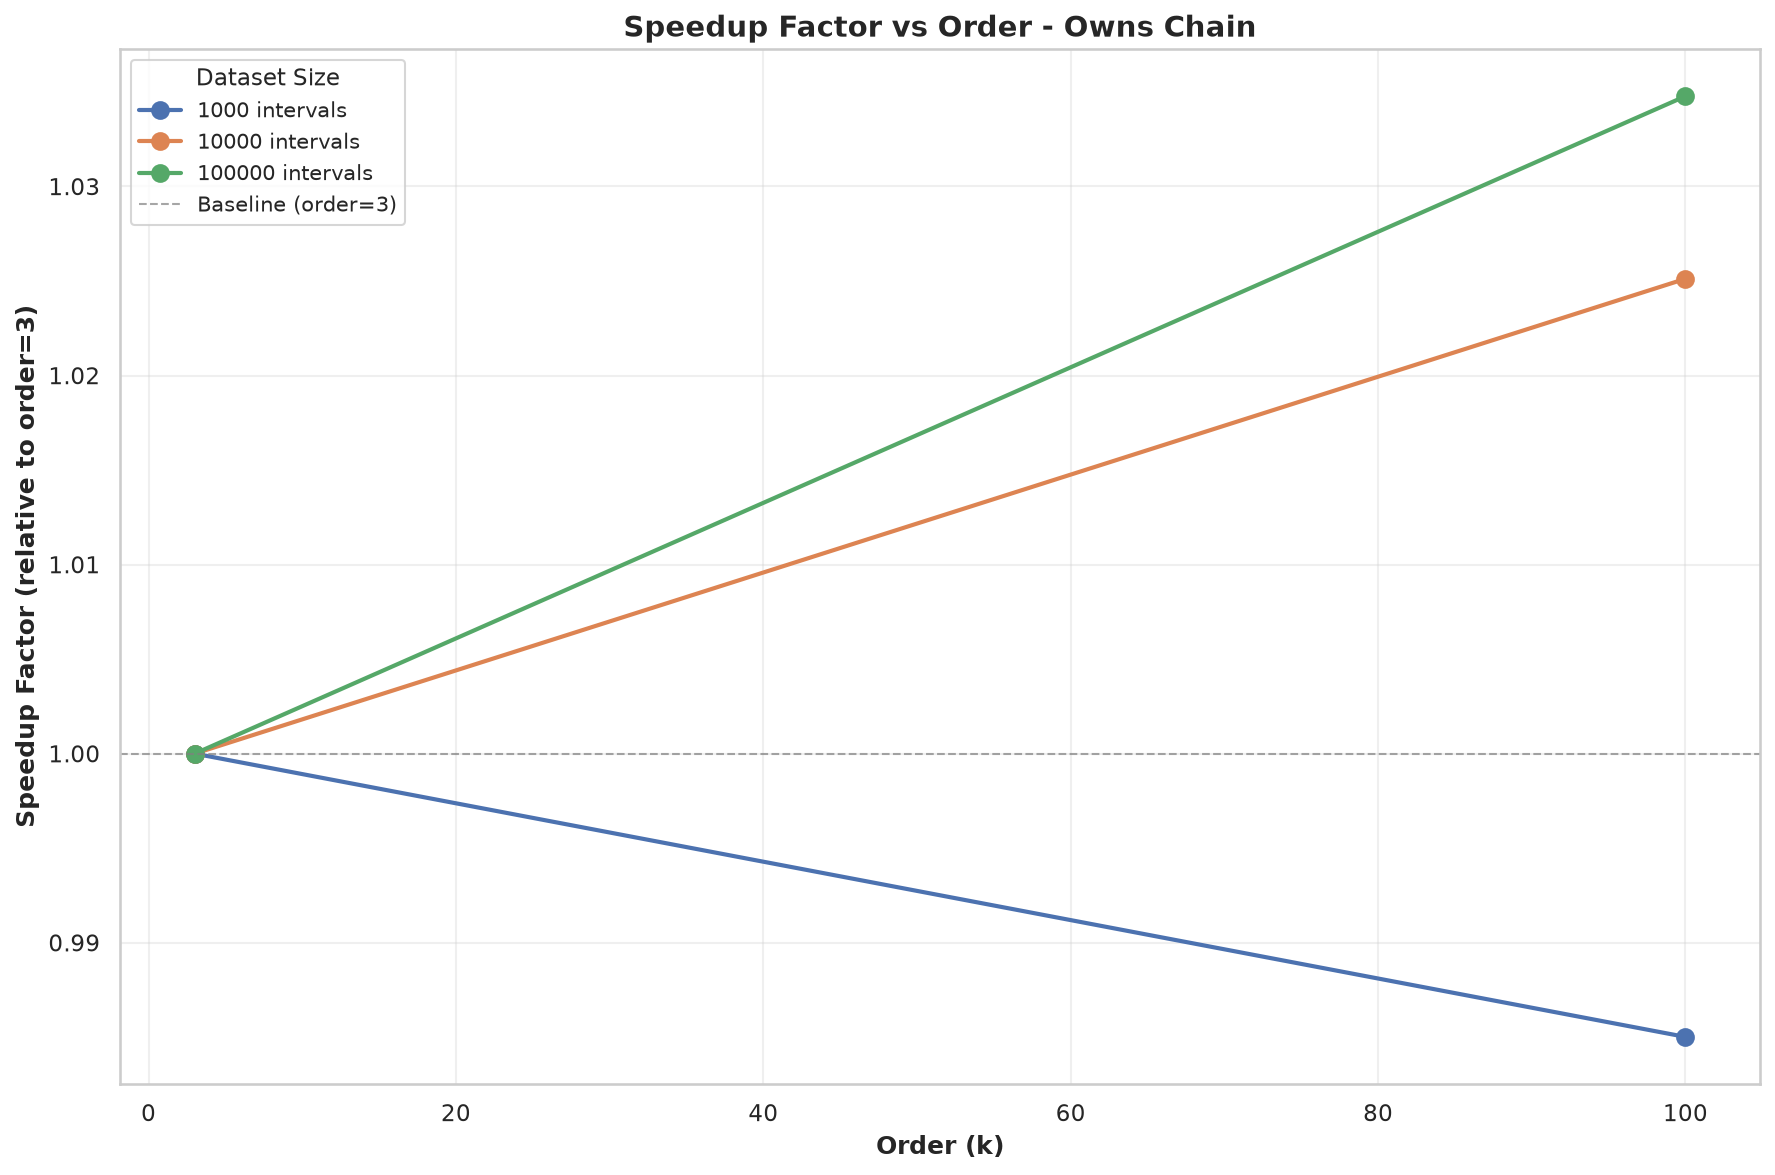 Speedup Factor vs Order - Owns Chain
Dataset Size
1000 intervals
10000 intervals
100000 intervals
Baseline (order=3)
Speedup Factor (relative to order=3)
1.03
1.02
1.01
1.00
0.99
0 20 40 60 80 100
Order (k)